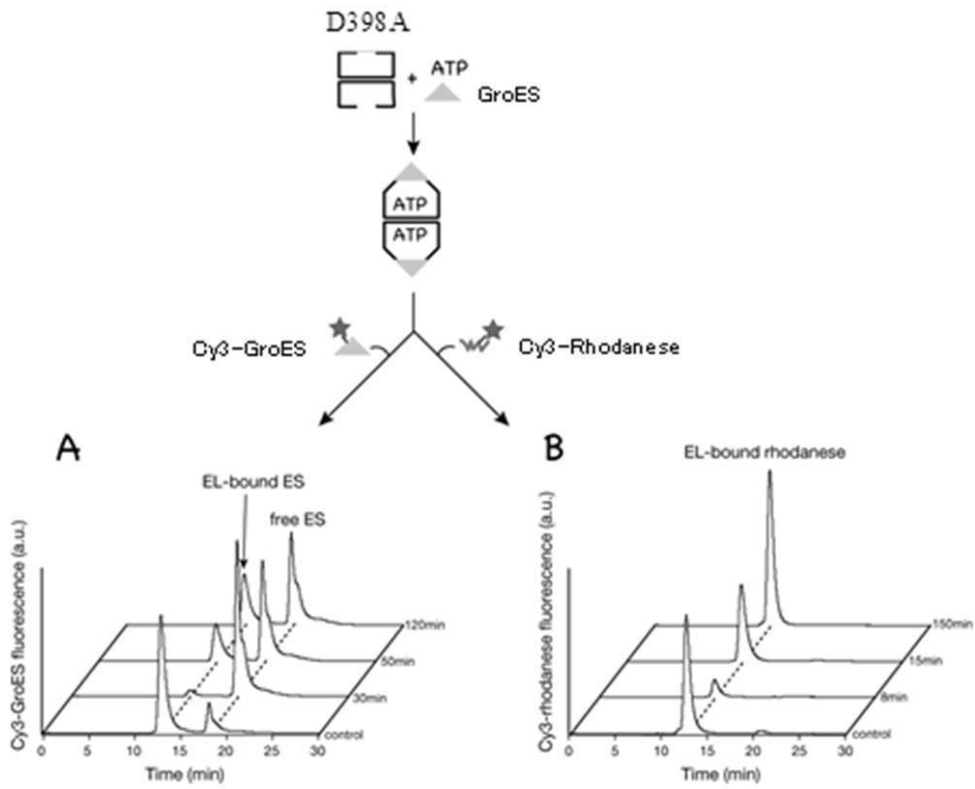 D398A
ATP
+
GroES
ATP
ATP
Cy3-GroES
Cy3-Rhodanese
A
EL-bound ES
free ES
Cy3-GroES fluorescence (a.u.)
120min
50min
30min
control
0 5 10 15 20 25 30
Time (min)
B
EL-bound rhodanese
Cy3-rhodanese fluorescence (a.u.)
150min
15min
8min
control
0 5 10 15 20 25 30
Time (min)